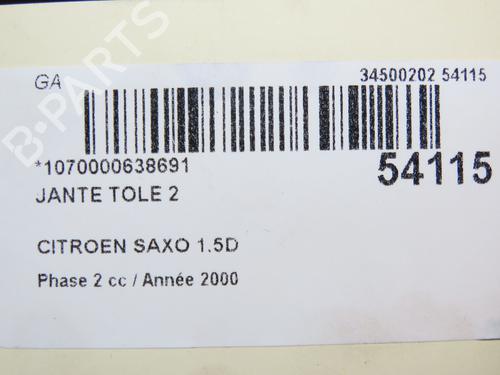 GA
34500202 54115
*1070000638691
54115
JANTE TOLE 2
CITROEN SAXO 1.5D
Phase 2 cc / Année 2000
B-PARTS